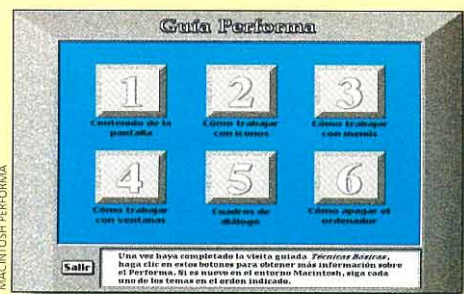 Guía Performa
1
Contenido de la
pantalla
2
Cómo trabajar
con iconos
3
Cómo trabajar
con menús
4
Cómo trabajar
con ventanas
5
Cuadros de
diálogo
6
Cómo apagar el
ordenador
Salir
Una vez haya completado la visita guiada Técnicas Básicas,
haga clic en estos botones para obtener más información sobre
el Performa. Si es nuevo en el entorno Macintosh, siga cada
uno de los temas en el orden indicado.
MACINTOSH PERFORMA